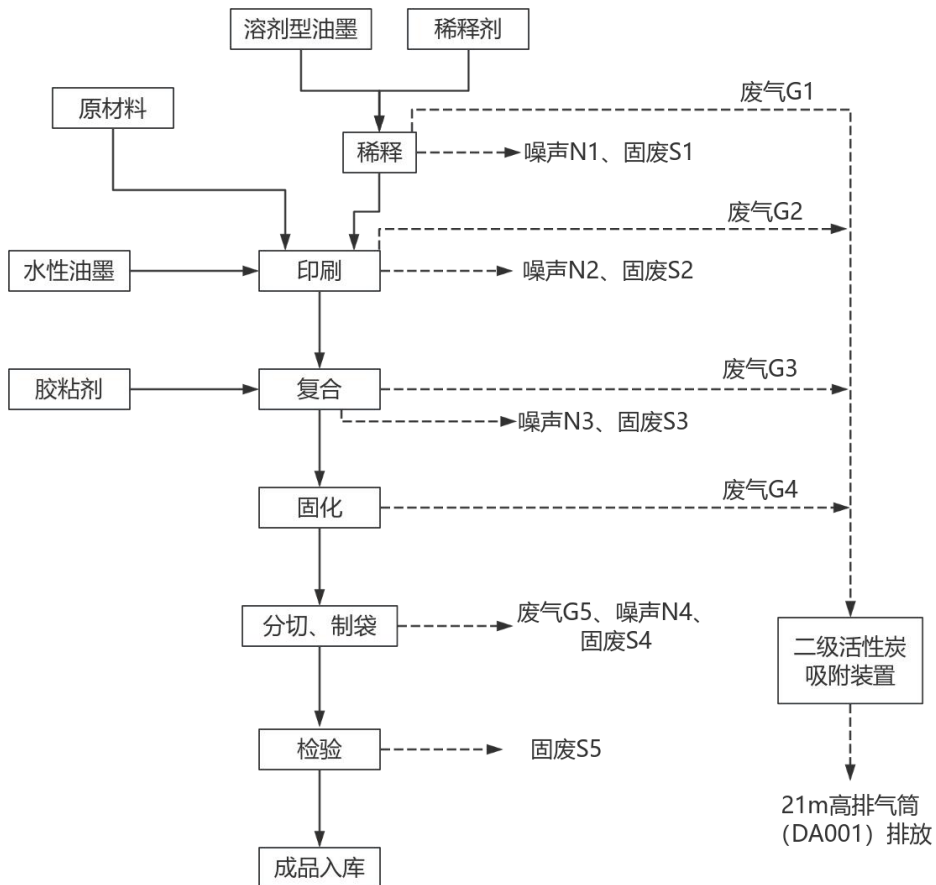 溶剂型油墨
稀释剂
废气G1
原材料
稀释
噪声N1、固废S1
废气G2
水性油墨
印刷
噪声N2、固废S2
废气G3
胶粘剂
复合
噪声N3、固废S3
废气G4
固化
分切、制袋
废气G5、噪声N4、
固废S4
二级活性炭
吸附装置
检验
固废S5
21m高排气筒
（DA001）排放
成品入库